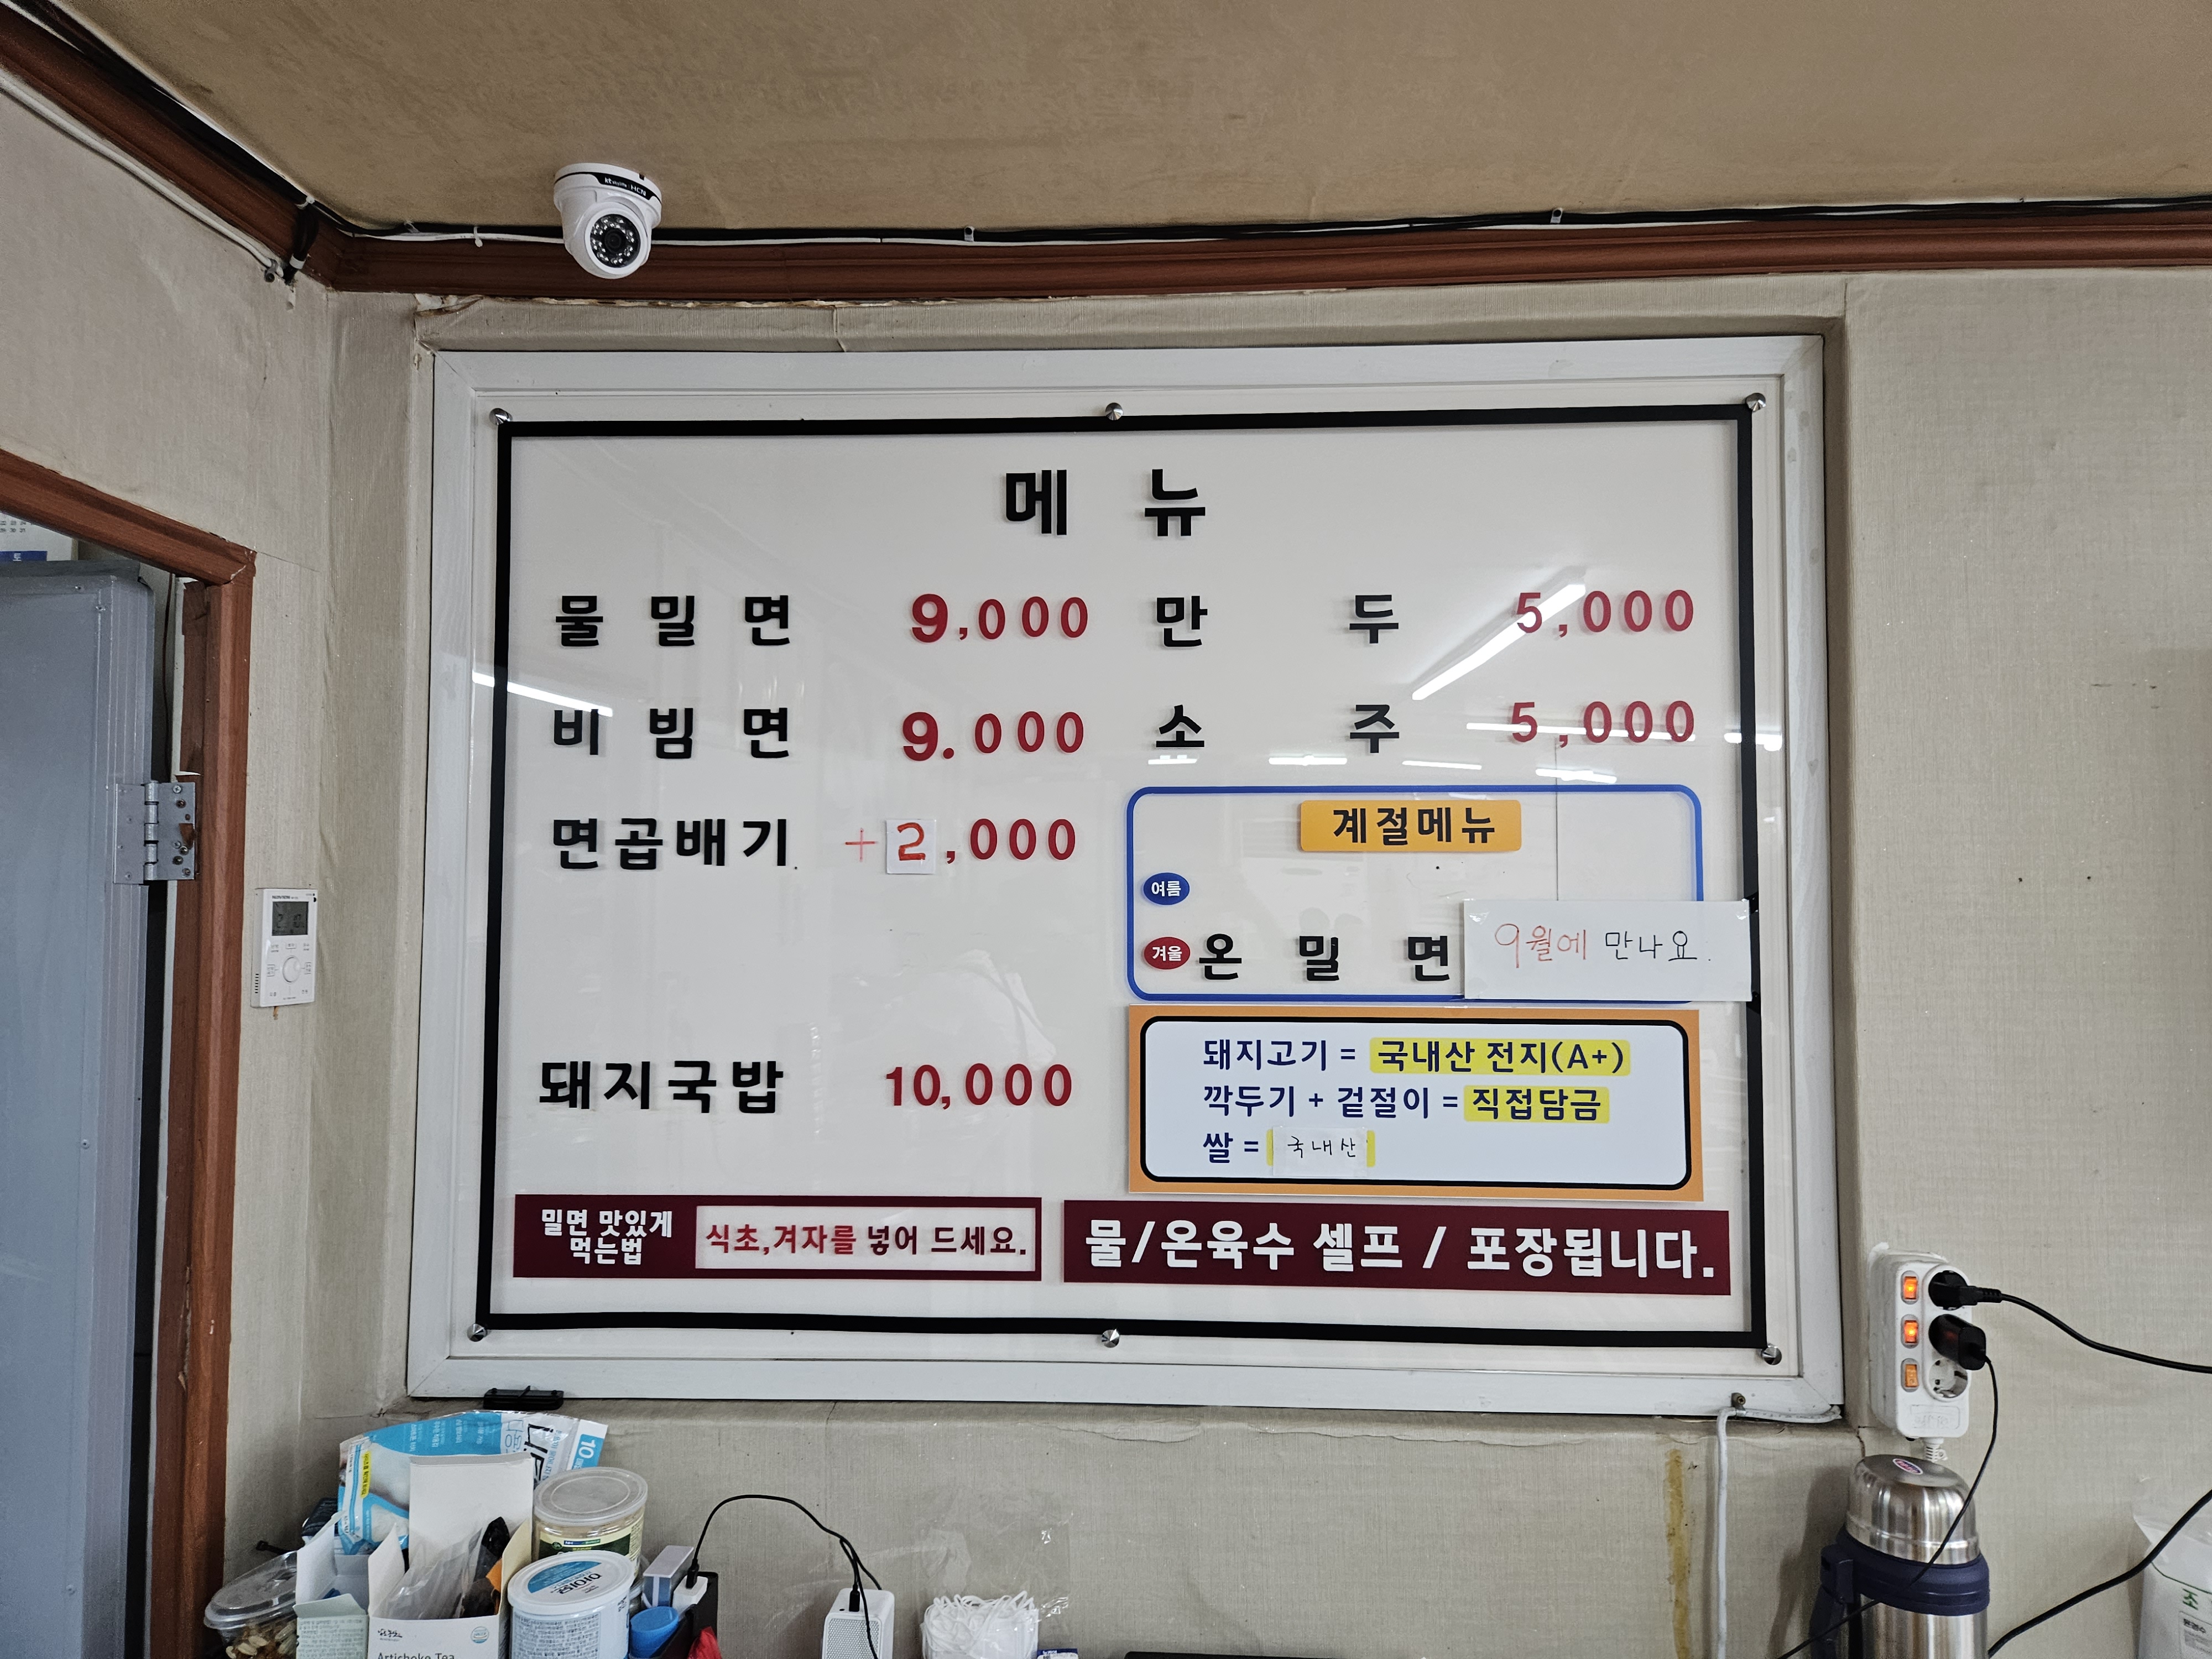 메 뉴
물 밀 면 9,000
비 빔 면 9.000
면곱배기 +2,000
돼지국밥 10,000
만 두 5,000
소 주 5,000
계절메뉴
여름
겨울 온 밀 면 9월에 만나요.
돼지고기 = 국내산 전지(A+)
깍두기 + 겉절이 = 직접담금
쌀 = 국내산
밀면 맛있게
먹는법
식초,겨자를 넣어 드세요.
물/온육수 셀프 / 포장됩니다.
kt HCN
10
Artichoke Tea